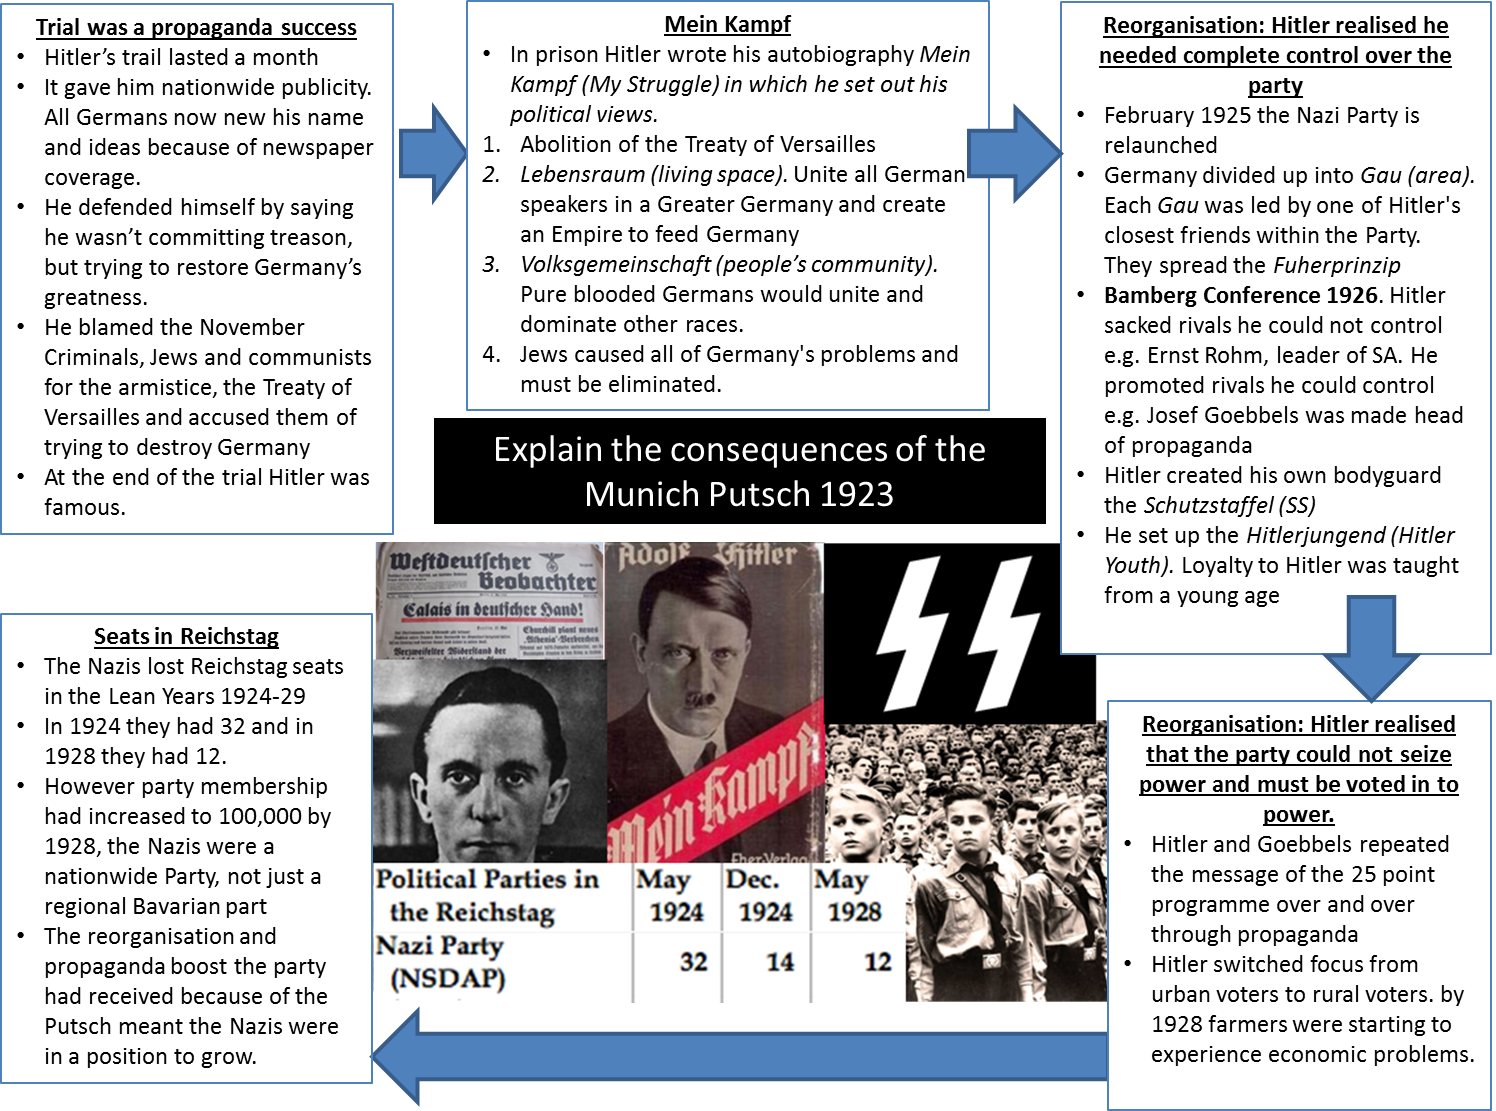 Trial was a propaganda success
• Hitler's trail lasted a month
• It gave him nationwide publicity.
All Germans now new his name
and ideas because of newspaper
coverage.
• He defended himself by saying
he wasn't committing treason,
but trying to restore Germany's
greatness.
• He blamed the November
Criminals, Jews and communists
for the armistice, the Treaty of
Versailles and accused them of
trying to destroy Germany
• At the end of the trial Hitler was
famous.
Mein Kampf
• In prison Hitler wrote his autobiography Mein
Kampf (My Struggle) in which he set out his
political views.
1. Abolition of the Treaty of Versailles
2. Lebensraum (living space). Unite all German
speakers in a Greater Germany and create
an Empire to feed Germany
3. Volksgemeinschaft (people's community).
Pure blooded Germans would unite and
dominate other races.
4. Jews caused all of Germany's problems and
must be eliminated.
Reorganisation: Hitler realised he
needed complete control over the
party
• February 1925 the Nazi Party is
relaunched
• Germany divided up into Gau (area).
Each Gau was led by one of Hitler's
closest friends within the Party.
They spread the Fuherprinzip
• Bamberg Conference 1926. Hitler
sacked rivals he could not control
e.g. Ernst Rohm, leader of SA. He
promoted rivals he could control
e.g. Josef Goebbels was made head
of propaganda
• Hitler created his own bodyguard
the Schutzstaffel (SS)
• He set up the Hitlerjungend (Hitler
Youth). Loyalty to Hitler was taught
from a young age
Explain the consequences of the
Munich Putsch 1923
Westdeutscher
Beobachter
Calais in deutscher Hand!
Churchill plant neues
"Athenia"-Verbrechen
Verzweifelter Widerstand der
Adolf Hitler
Mein Kampf
Eher-Verlag
Reorganisation: Hitler realised
that the party could not seize
power and must be voted in to
power.
• Hitler and Goebbels repeated
the message of the 25 point
programme over and over
through propaganda
• Hitler switched focus from
urban voters to rural voters. by
1928 farmers were starting to
experience economic problems.
Seats in Reichstag
• The Nazis lost Reichstag seats
in the Lean Years 1924-29
• In 1924 they had 32 and in
1928 they had 12.
• However party membership
had increased to 100,000 by
1928, the Nazis were a
nationwide Party, not just a
regional Bavarian part
• The reorganisation and
propaganda boost the party
had received because of the
Putsch meant the Nazis were
in a position to grow.
Political Parties in the Reichstag May 1924 Dec. 1924 May 1928
Nazi Party (NSDAP) 32 14 12